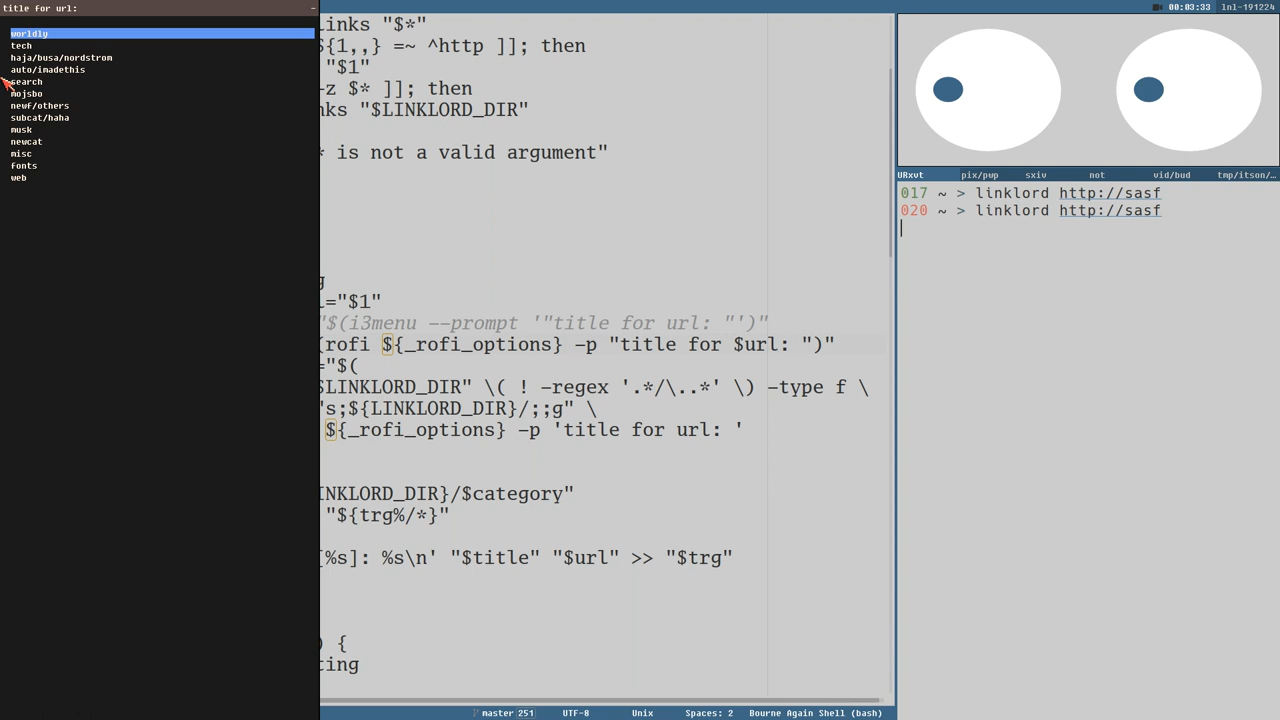 title for url:
worldly
tech
haja/busa/nordstrom
auto/imadethis
search
mojsbo
newf/others
subcat/haha
musk
newcat
misc
fonts
web
inks "$*"
${1,,} =~ ^http ]]; then
"$1"
-z $* ]]; then
nks "$LINKLORD_DIR"
* is not a valid argument"
g
l="$1"
"$(i3menu --prompt '"title for url: "')"
(rofi ${_rofi_options} -p "title for $url: ")"
="$(
$LINKLORD_DIR" \( ! -regex '.*/\..*' \) -type f \
's;${LINKLORD_DIR}/;;g" \
${_rofi_options} -p 'title for url: '
INKLORD_DIR}/$category"
"${trg%/*}"
[%s]: %s\n' "$title" "$url" >> "$trg"
) {
ting
master 251 UTF-8 Unix Spaces: 2 Bourne Again Shell (bash)
00:03:33 lnl-191224
URxvt pix/pwp sxiv not vid/bud tmp/itson/…
017 ~ > linklord http://sasf
020 ~ > linklord http://sasf